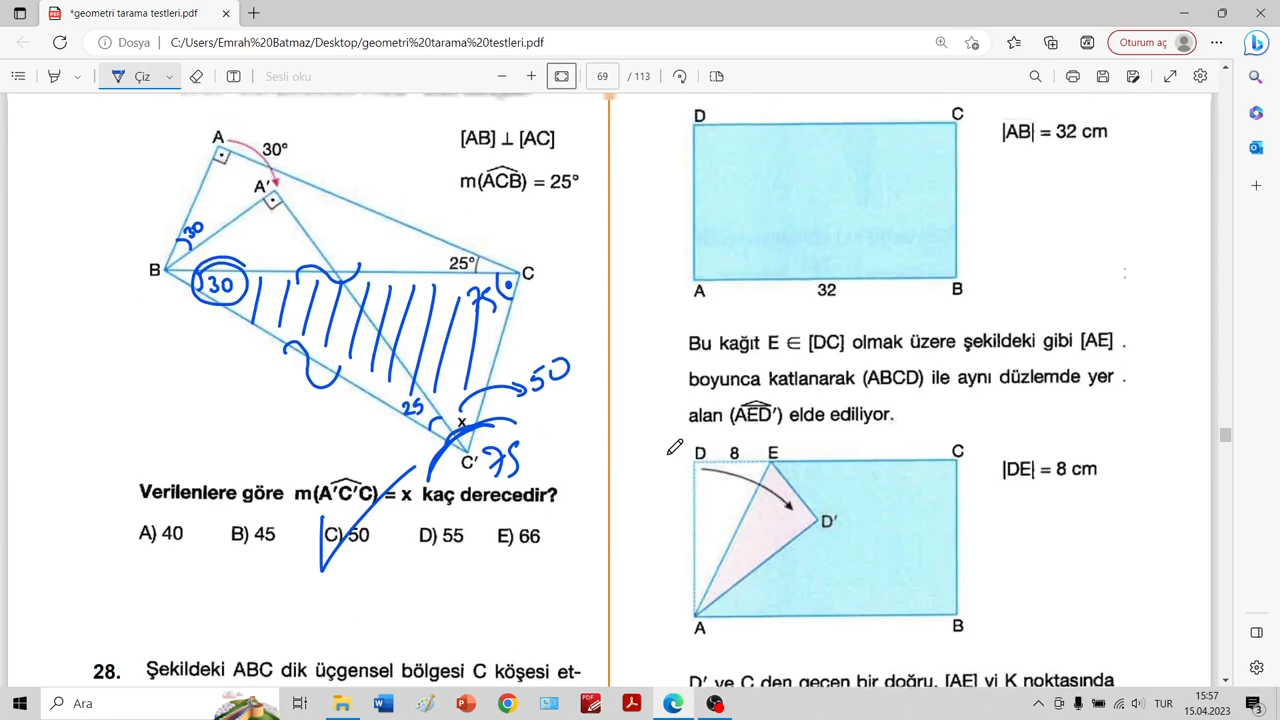 *geometri tarama testleri.pdf
Dosya
C:/Users/Emrah%20Batmaz/Desktop/geometri%20tarama%20testleri.pdf
Oturum aç
Çiz
Sesli oku
69
/ 113
A
30°
A'
30
B
30
25°
C
75
50
25
x
C'
75
[AB] ⊥ [AC]
m(ACB) = 25°
Verilenlere göre m(A'C'C) = x kaç derecedir?
A) 40 B) 45 C) 50 D) 55 E) 66
28. Şekildeki ABC dik üçgensel bölgesi C köşesi et-
D
C
A
32
B
|AB| = 32 cm
Bu kağıt E ∈ [DC] olmak üzere şekildeki gibi [AE]
boyunca katlanarak (ABCD) ile aynı düzlemde yer
alan (AED') elde ediliyor.
D 8 E C
D'
A
B
|DE| = 8 cm
D' ve C den geçen bir doğru, [AE] yi K noktasında
Ara
TUR
15:57
15.04.2023
3